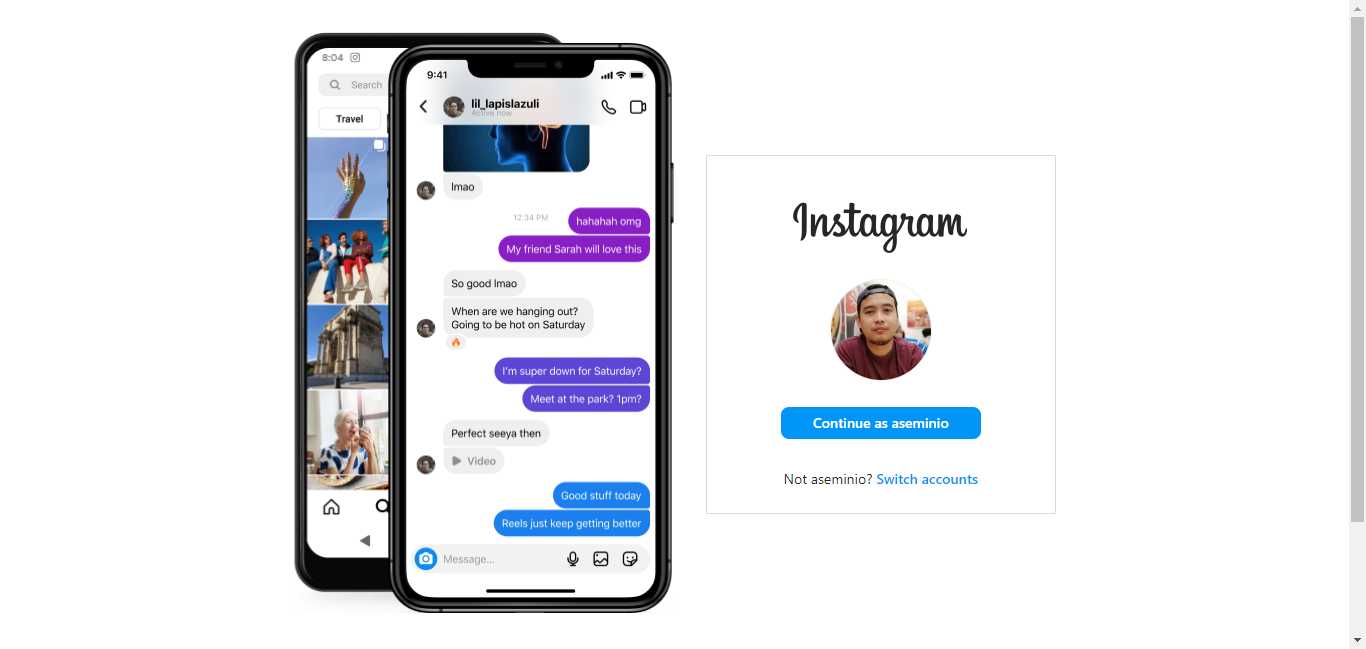 8:04
Search
Travel
9:41
lil_lapislazuli
Active now
lmao
12:34 PM
hahahah omg
My friend Sarah will love this
So good lmao
When are we hanging out?
Going to be hot on Saturday
I'm super down for Saturday?
Meet at the park? 1pm?
Perfect seeya then
Video
Good stuff today
Reels just keep getting better
Message...
Instagram
Continue as aseminio
Not aseminio? Switch accounts